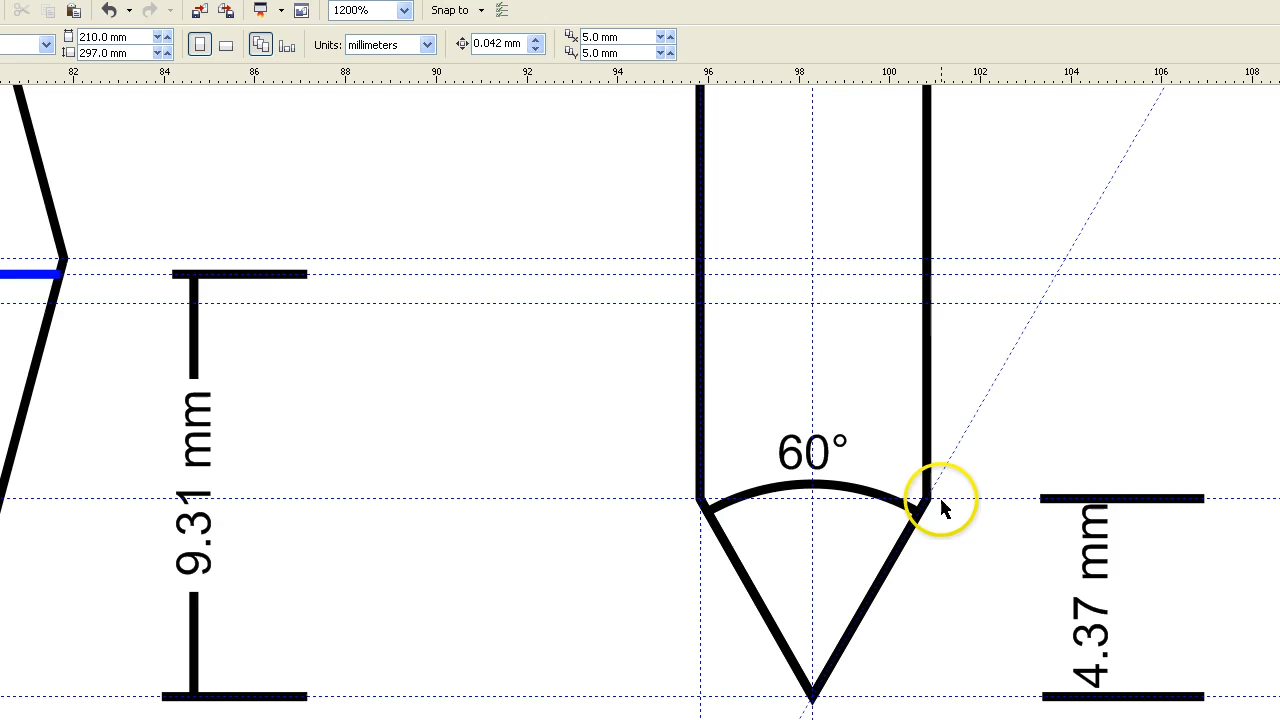 1200%
Snap to
210.0 mm
297.0 mm
Units: millimeters
0.042 mm
5.0 mm
5.0 mm
82 84 86 88 90 92 94 96 98 100 102 104 106 108
60°
9.31 mm
4.37 mm